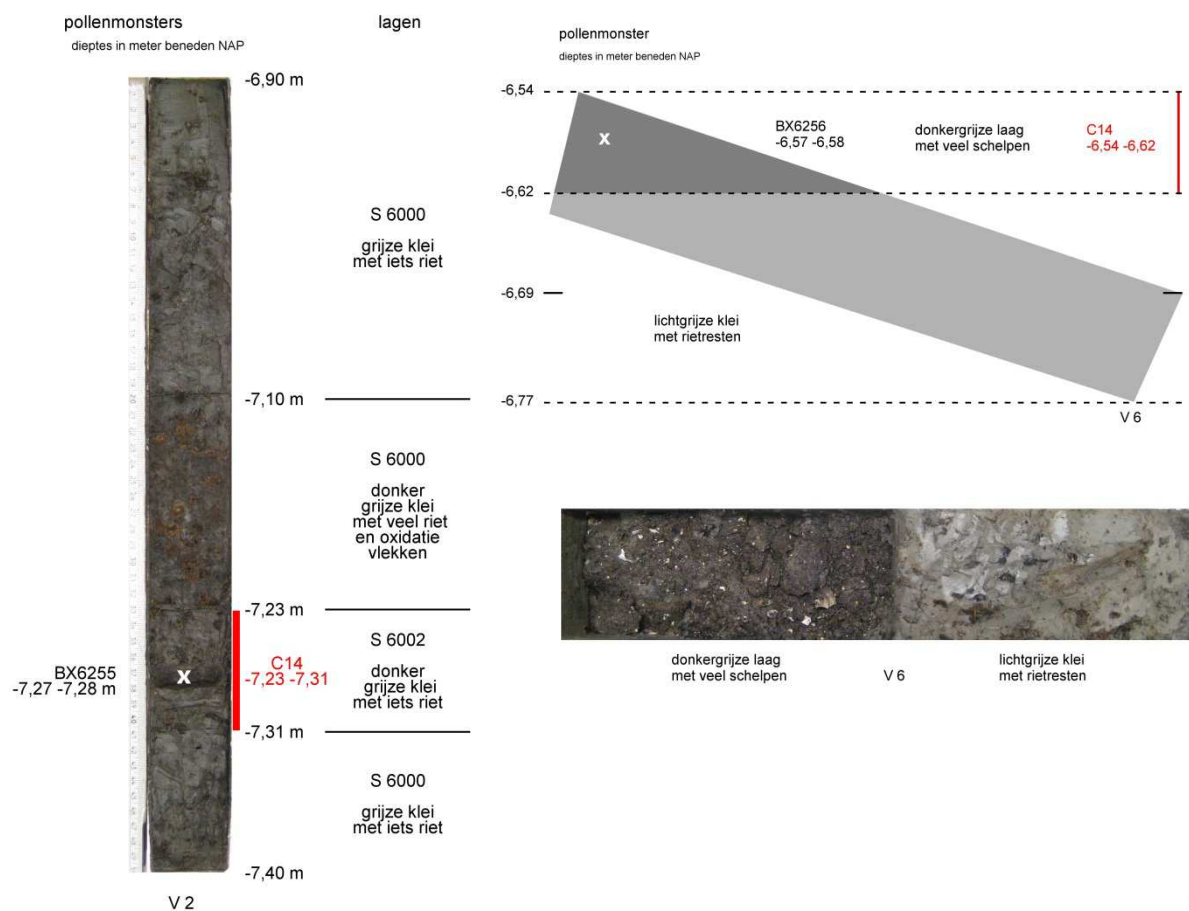 pollenmonsters
dieptes in meter beneden NAP
lagen
-6,90 m
S 6000
grijze klei
met iets riet
-7,10 m
S 6000
donker
grijze klei
met veel riet
en oxidatie
vlekken
-7,23 m
S 6002
donker
grijze klei
met iets riet
BX6255
-7,27 -7,28 m
x
C14
-7,23 -7,31
-7,31 m
S 6000
grijze klei
met iets riet
-7,40 m
V 2
pollenmonster
dieptes in meter beneden NAP
-6,54
x
BX6256
-6,57 -6,58
donkergrijze laag
met veel schelpen
C14
-6,54 -6,62
-6,62
-6,69
lichtgrijze klei
met rietresten
-6,77
V 6
donkergrijze laag
met veel schelpen
V 6
lichtgrijze klei
met rietresten